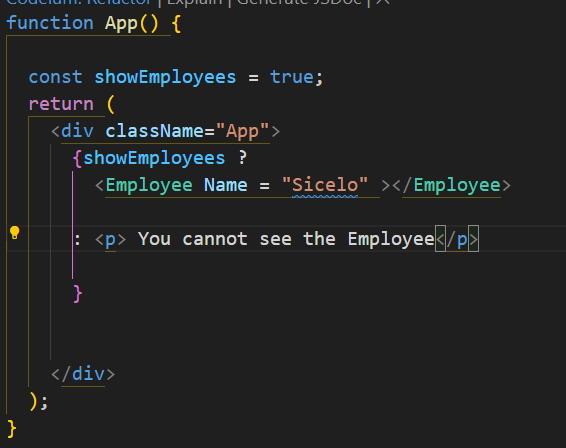 Codeium: Refactor | Explain | Generate JSDoc | X
function App() {
const showEmployees = true;
return (
<div className="App">
{showEmployees ?
<Employee Name = "Sicelo" ></Employee>
: <p> You cannot see the Employee</p>
}
</div>
);
}